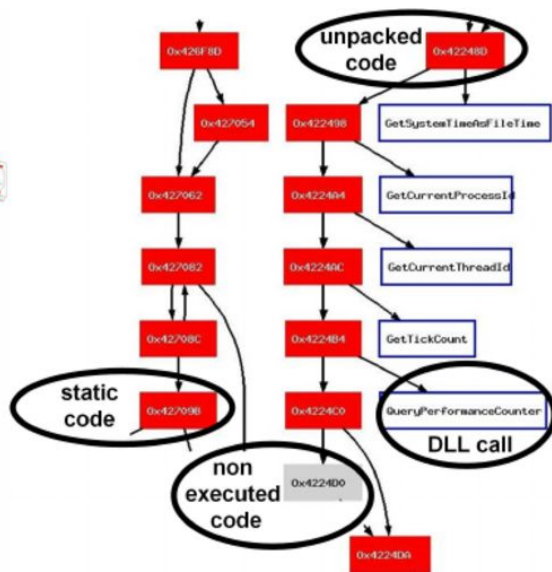 unpacked
code
0x426F8D
0x42248D
0x427054
0x422498
GetSystemTimeAsFileTime
0x427062
0x4224A4
GetCurrentProcessId
0x427082
0x4224AC
GetCurrentThreadId
0x42708C
0x4224B4
GetTickCount
static
code
0x42709B
0x4224C0
QueryPerformanceCounter
DLL call
non
executed
code
0x4224D0
0x4224DA